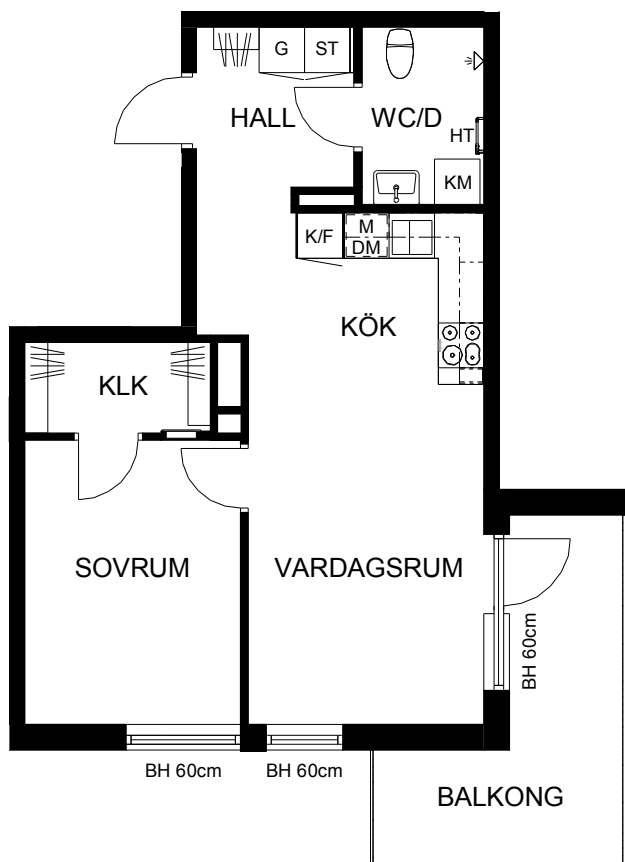 G ST
HALL WC/D
HT
KM
K/F M
DM
KÖK
KLK
SOVRUM VARDAGSRUM
BH 60cm
BH 60cm BH 60cm
BALKONG